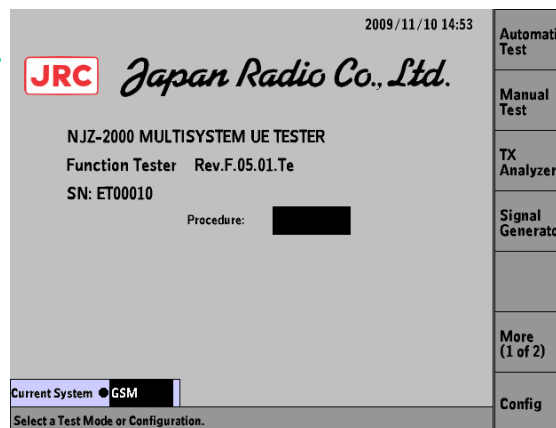 2009/11/10 14:53
JRC Japan Radio Co., Ltd.
NJZ-2000 MULTISYSTEM UE TESTER
Function Tester Rev.F.05.01.Te
SN: ET00010
Procedure:
Current System GSM
Select a Test Mode or Configuration.
Automati
Test
Manual
Test
TX
Analyzer
Signal
Generato
More
(1 of 2)
Config